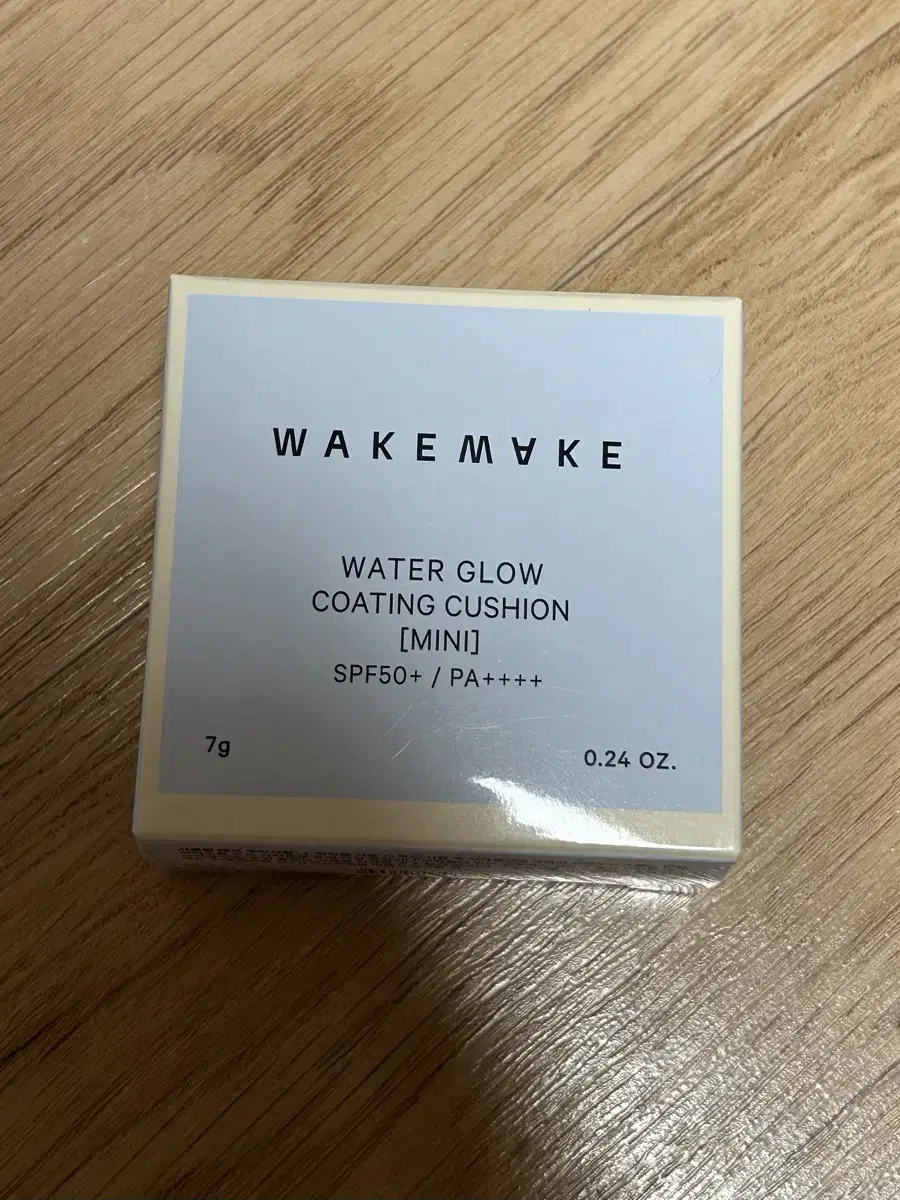 WAKEMAKE
WATER GLOW
COATING CUSHION
[MINI]
SPF50+ / PA++++
7g
0.24 OZ.